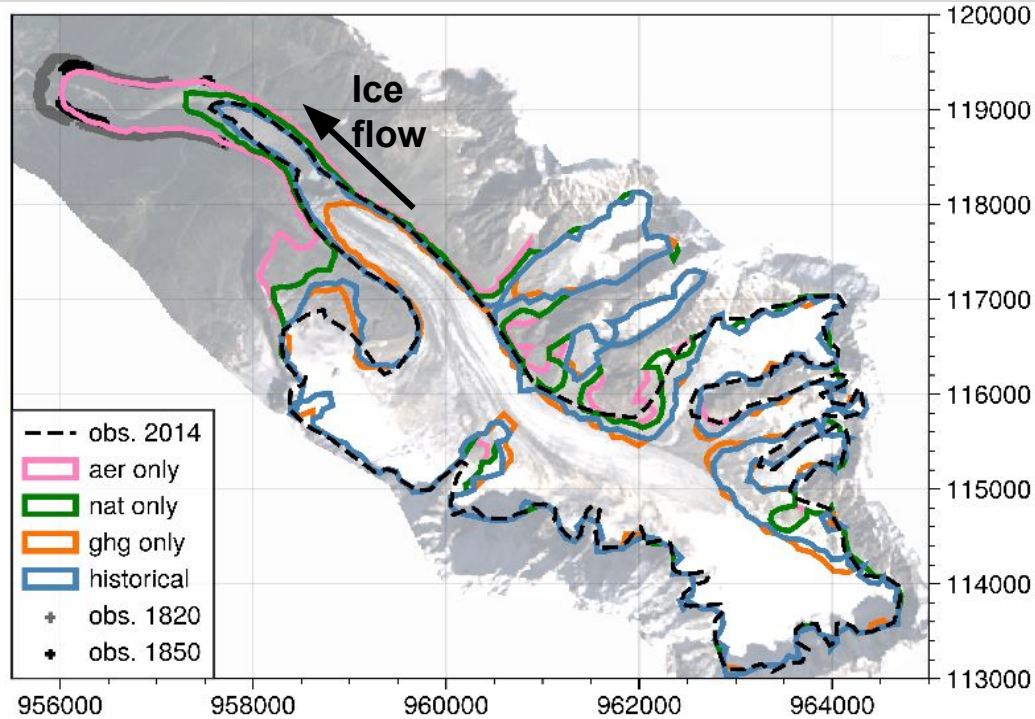 Ice
flow
120000
119000
118000
117000
116000
115000
114000
113000
obs. 2014
aer only
nat only
ghg only
historical
obs. 1820
obs. 1850
956000 958000 960000 962000 964000